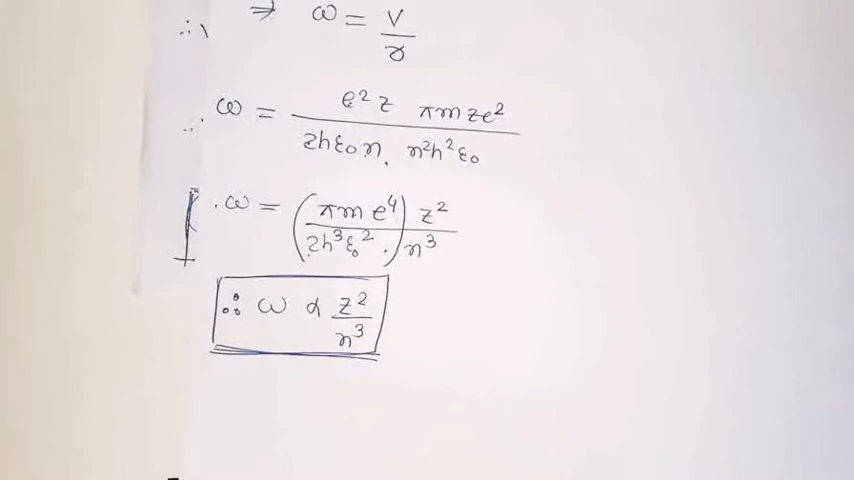 ∴ ⇒ ω = v/r
∴ ω = e²z πmze² / 2hε₀n. n²h²ε₀
ω = (πme⁴ / 2h³ε₀²) z²/n³
∴ ω ∝ z²/n³